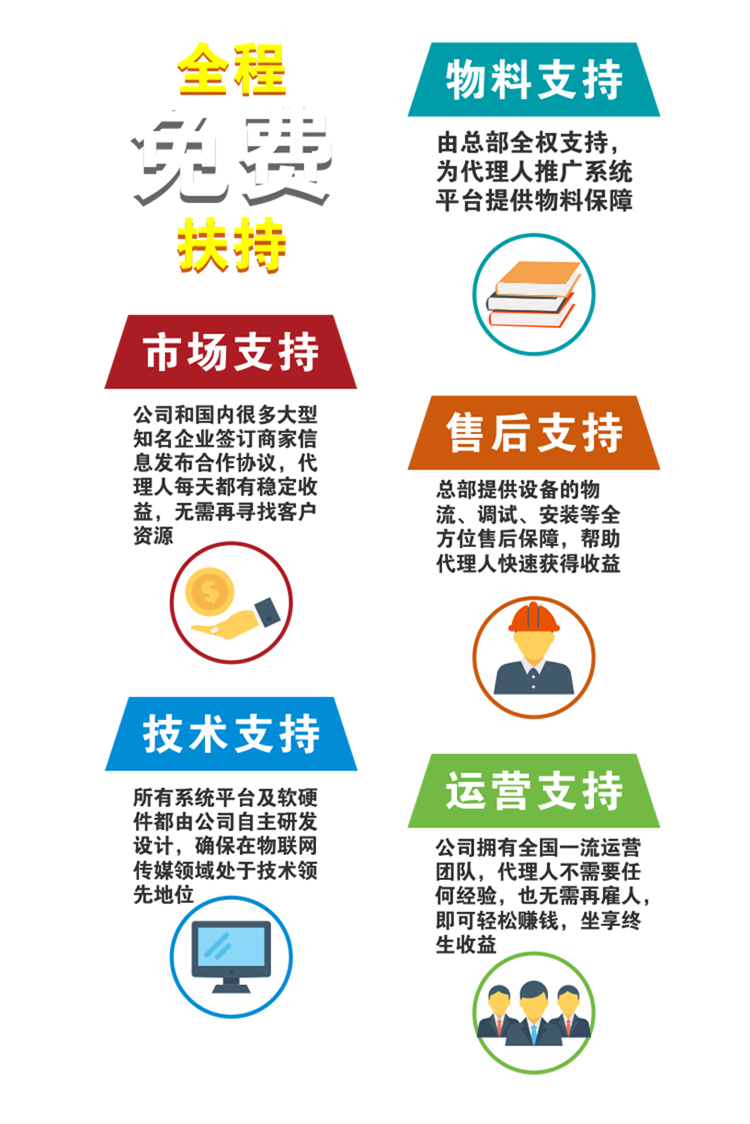 全程
免费
扶持
市场支持
公司和国内很多大型
知名企业签订商家信
息发布合作协议，代
理人每天都有稳定收
益，无需再寻找客户
资源
技术支持
所有系统平台及软硬
件都由公司自主研发
设计，确保在物联网
传媒领域处于技术领
先地位
物料支持
由总部全权支持，
为代理人推广系统
平台提供物料保障
售后支持
总部提供设备的物
流、调试、安装等全
方位售后保障，帮助
代理人快速获得收益
运营支持
公司拥有全国一流运营
团队，代理人不需要任
何经验，也无需再雇人，
即可轻松赚钱，坐享终
生收益